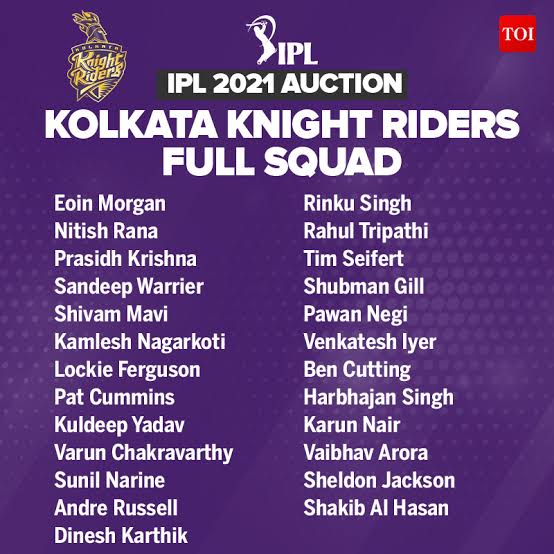 KOLKATA
Knight
Riders
IPL
TOI
IPL 2021 AUCTION
KOLKATA KNIGHT RIDERS
FULL SQUAD
Eoin Morgan
Nitish Rana
Prasidh Krishna
Sandeep Warrier
Shivam Mavi
Kamlesh Nagarkoti
Lockie Ferguson
Pat Cummins
Kuldeep Yadav
Varun Chakravarthy
Sunil Narine
Andre Russell
Dinesh Karthik
Rinku Singh
Rahul Tripathi
Tim Seifert
Shubman Gill
Pawan Negi
Venkatesh Iyer
Ben Cutting
Harbhajan Singh
Karun Nair
Vaibhav Arora
Sheldon Jackson
Shakib Al Hasan